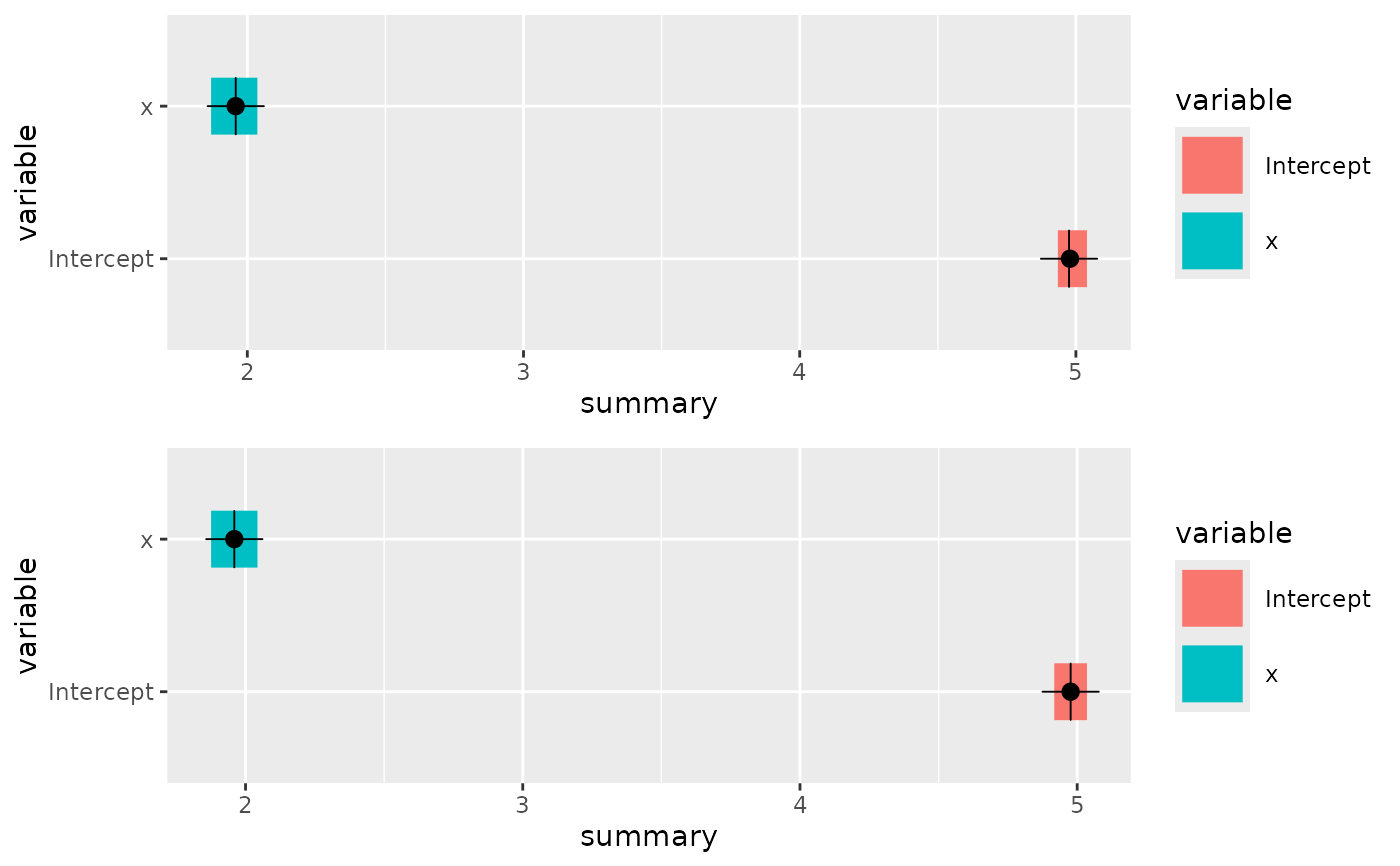 variable
x
Intercept
2 3 4 5
summary
variable
Intercept
x
variable
x
Intercept
2 3 4 5
summary
variable
Intercept
x